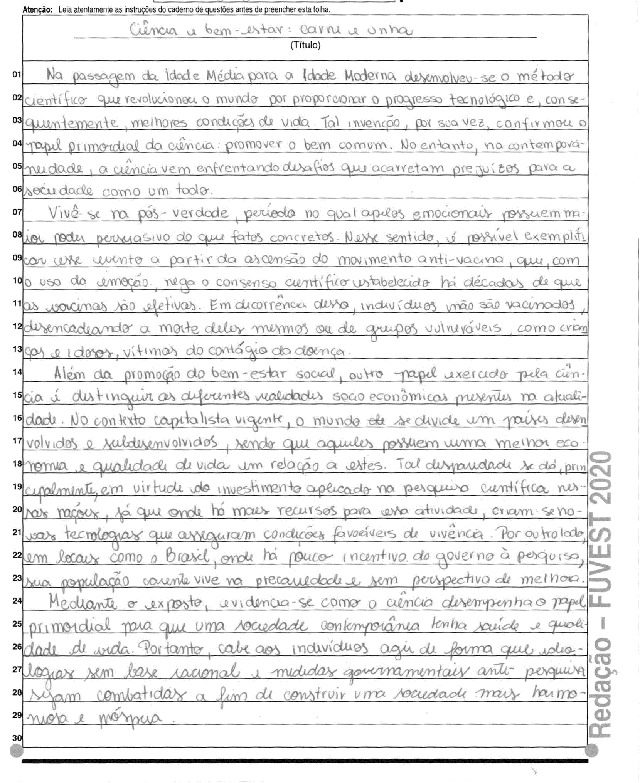 Atenção: Leia atentamente as instruções do caderno de questões antes de preencher esta folha.
Ciência e bem-estar: carne e unha
(Título)
01 Na passagem da Idade Média para a Idade Moderna desenvolveu-se o método
02 científico que revolucionou o mundo por proporcionar o progresso tecnológico e, conse-
03 quentemente, melhores condições de vida. Tal invenção, por sua vez, confirmou o
04 papel primordial da ciência: promover o bem comum. No entanto, na contempora-
05 neidade, a ciência vem enfrentando desafios que acarretam prejuízos para a
06 sociedade como um todo.
07 Vive-se na pós-verdade, período no qual apelos emocionais possuem ma-
08 ior poder persuasivo do que fatos concretos. Nesse sentido, é possível exemplifi
09 car esse evento a partir da ascensão do movimento anti-vacina, que, com
10 o uso da emoção, nega o consenso científico estabelecido há décadas de que
11 as vacinas são efetivas. Em decorrência disso, indivíduos não são vacinados,
12 desencadeando a morte deles mesmos ou de grupos vulneráveis, como crian
13 ças e idosos, vítimas do contágio da doença.
14 Além da promoção do bem-estar social, outro papel exercido pela ciên-
15 cia é distinguir as diferentes realidades socioeconômicas presentes na atuali-
16 dade. No contexto capitalista vigente, o mundo se divide em países desen
17 volvidos e subdesenvolvidos, sendo que aqueles possuem uma melhor eco-
18 nomia e qualidade de vida em relação a estes. Tal disparidade se dá, prin
19 cipalmente, em virtude do investimento aplicado na pesquisa científica nes-
20 sas nações, já que onde há mais recursos para essa atividade, criam-se no-
21 vas tecnologias que asseguram condições favoráveis de vivência. Por outro lado,
22 em locais como o Brasil, onde há pouco incentivo do governo à pesquisa,
23 sua população carente vive na precariedade e sem perspectiva de melhora.
24 Mediante o exposto, evidencia-se como a ciência desempenha o papel
25 primordial para que uma sociedade contemporânea tenha saúde e quali-
26 dade de vida. Portanto, cabe aos indivíduos agir de forma que ideo-
27 logias sem base racional e medidas governamentais anti-pesquisa
28 sejam combatidas a fim de construir uma sociedade mais harmo-
29 niosa e próspera.
30
Redação – FUVEST 2020